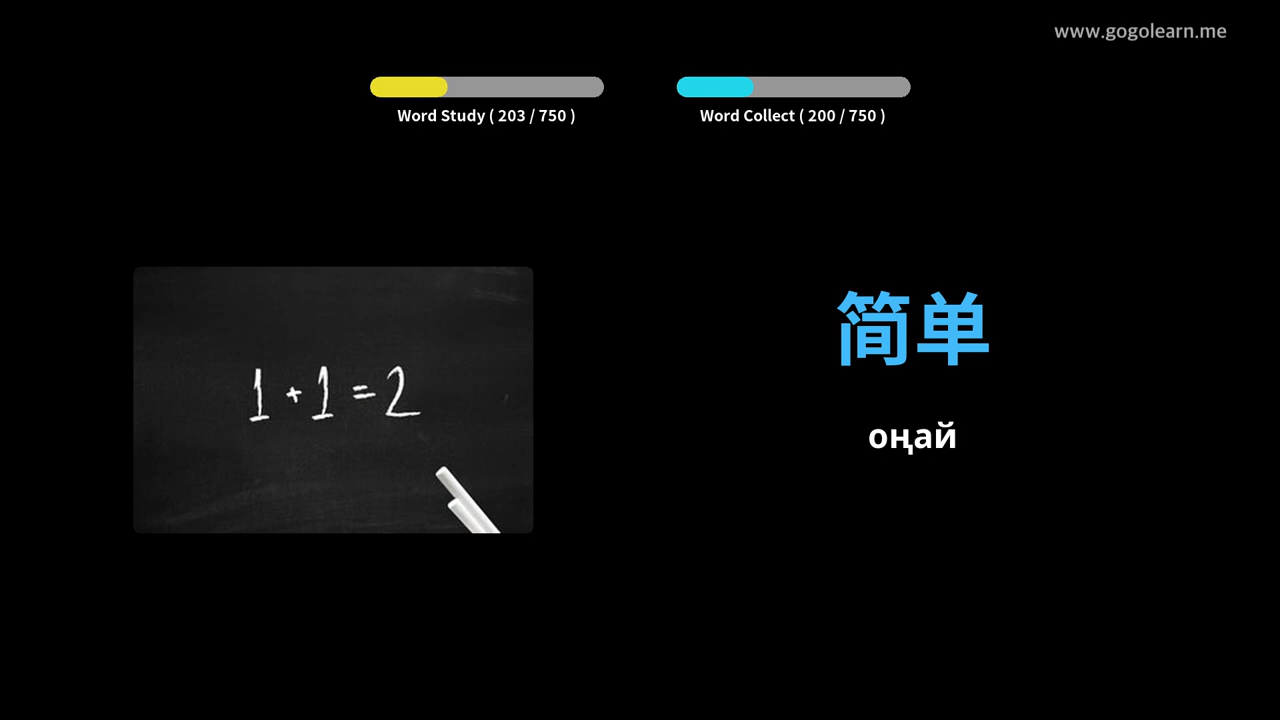 www.gogolearn.me
Word Study ( 203 / 750 )
Word Collect ( 200 / 750 )
1 + 1 = 2
简单
оңай